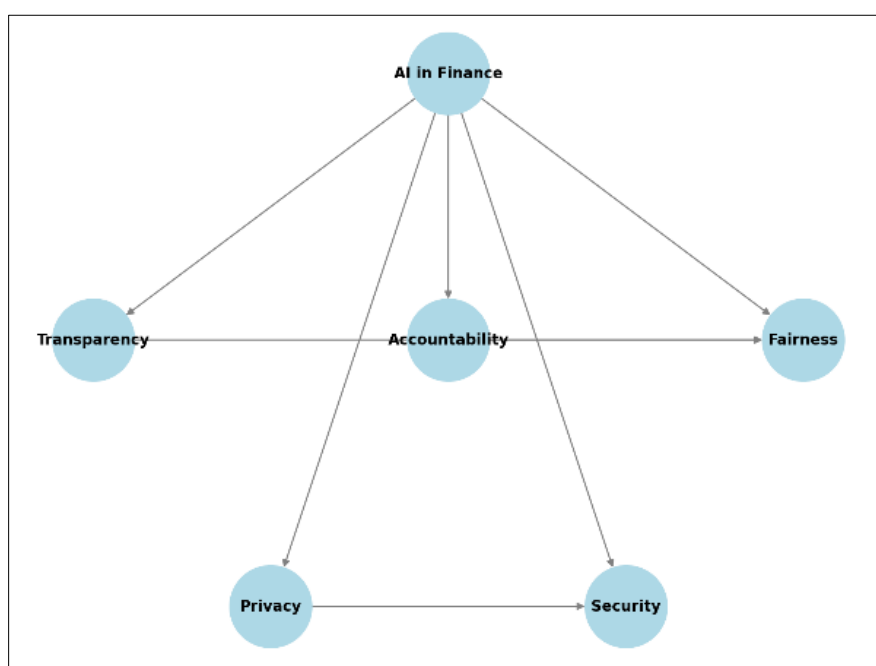 AI in Finance
Transparency
Accountability
Fairness
Privacy
Security